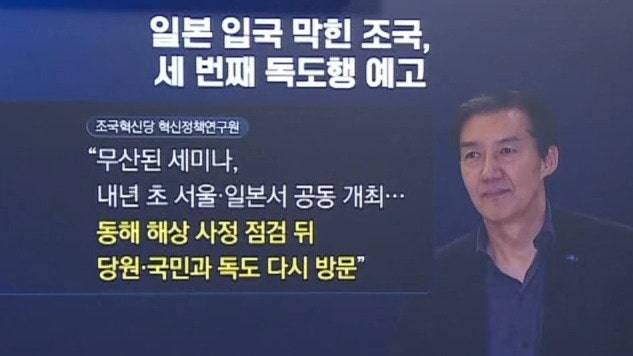 일본 입국 막힌 조국,
세 번째 독도행 예고
조국혁신당 혁신정책연구원
“무산된 세미나,
내년 초 서울·일본서 공동 개최…
동해 해상 사정 점검 뒤
당원·국민과 독도 다시 방문”